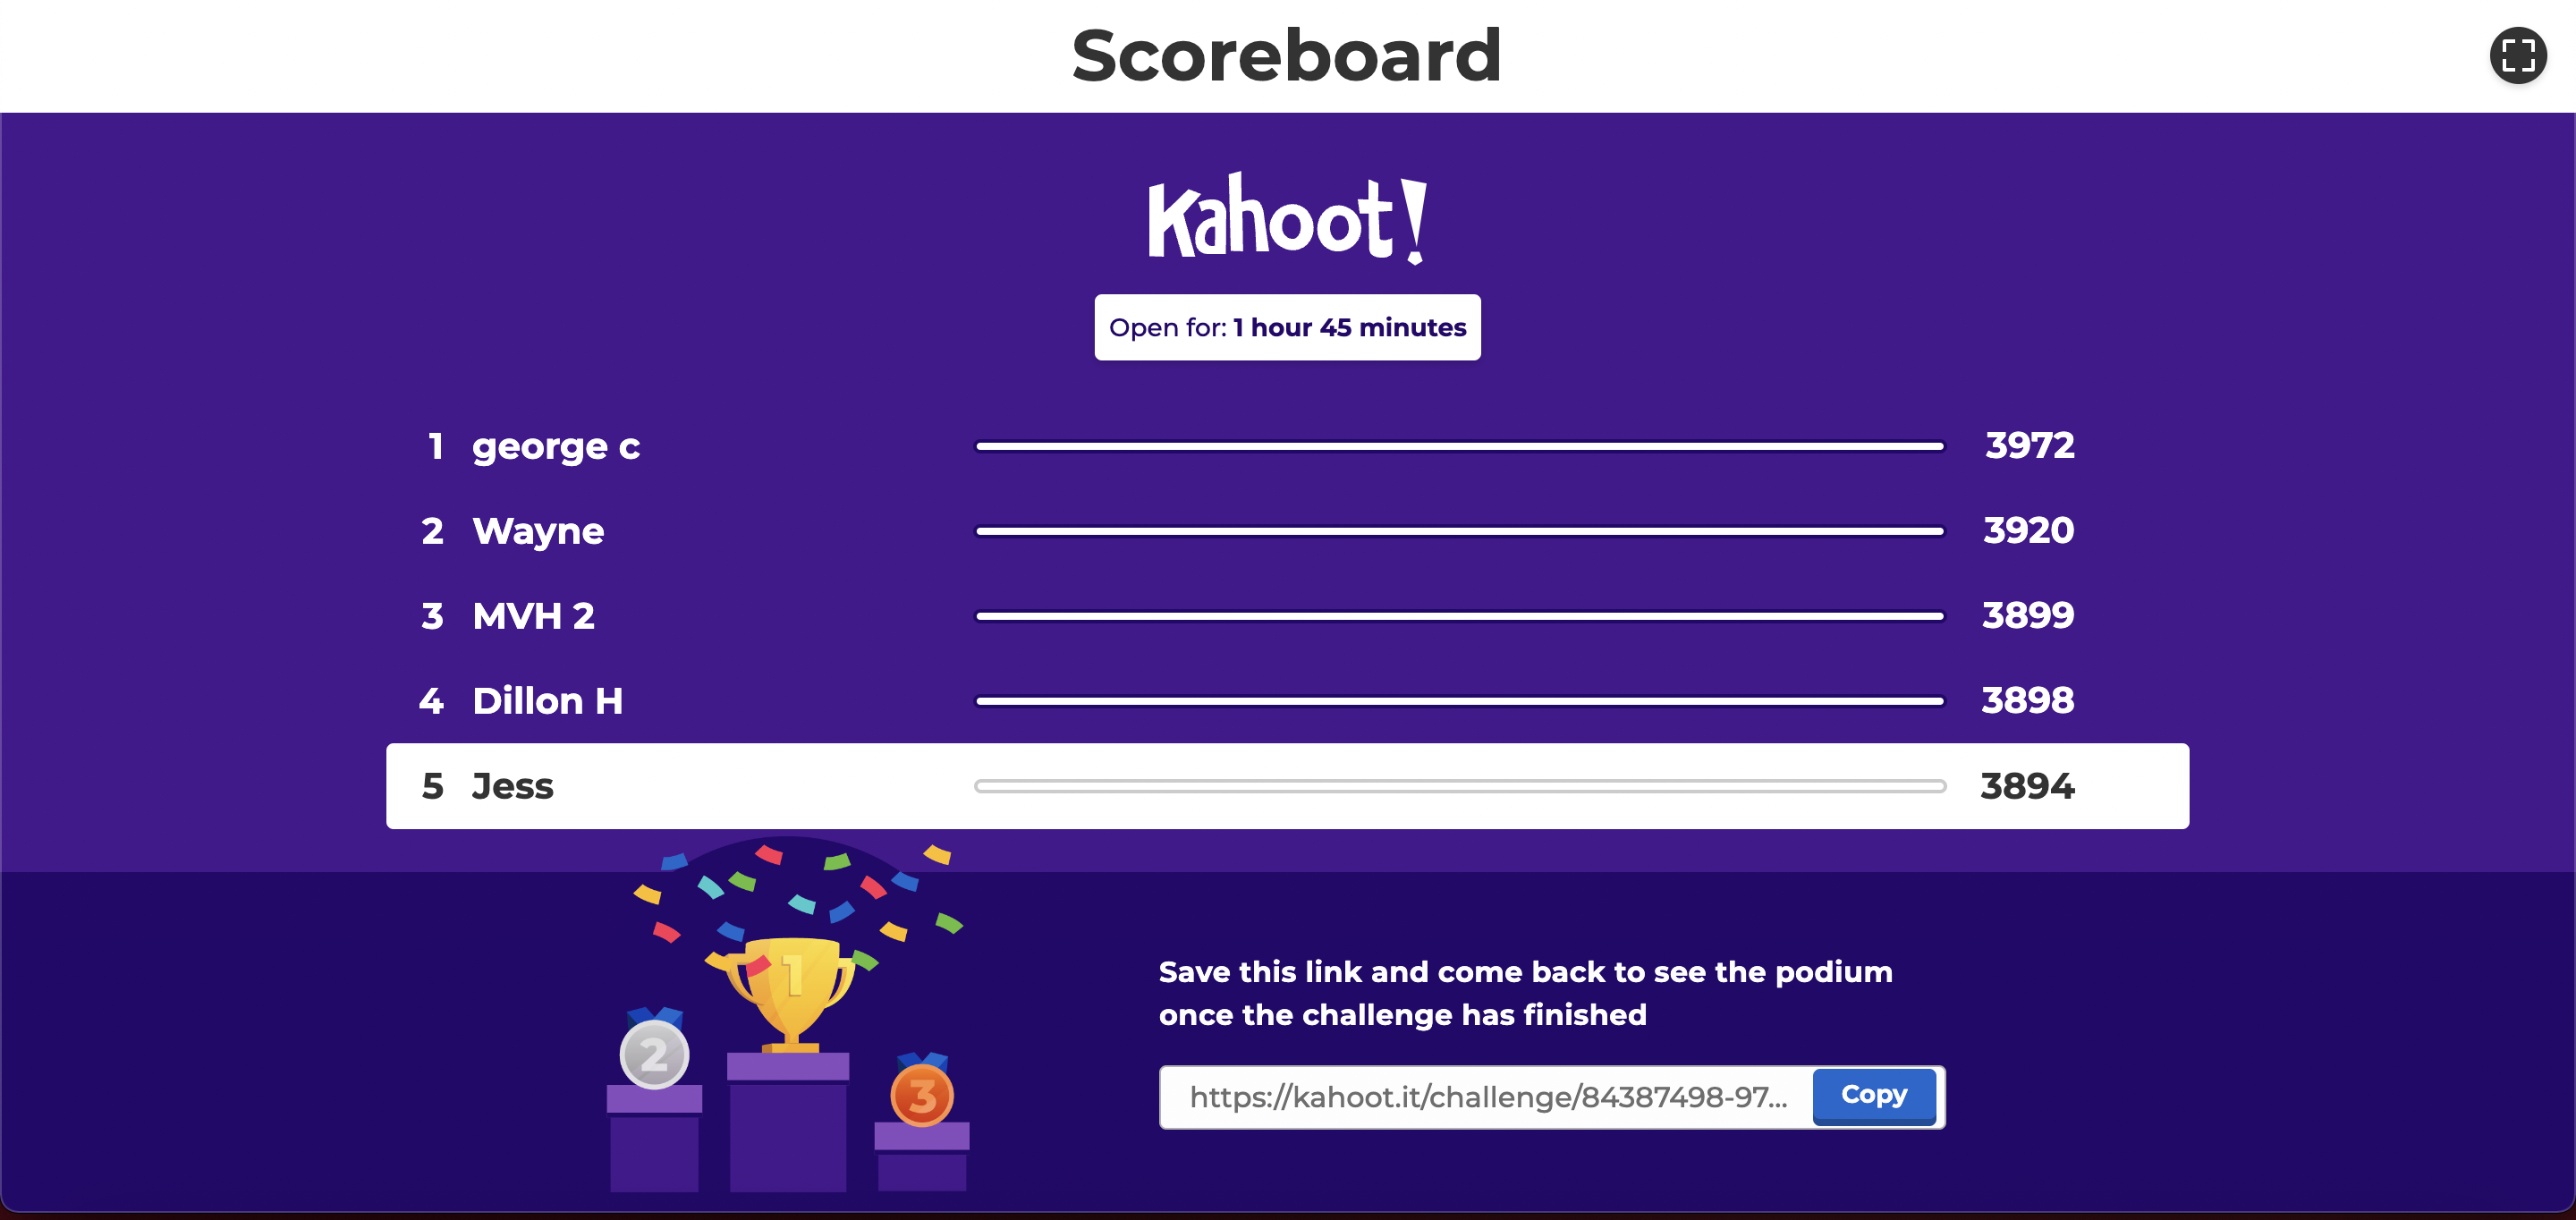 Scoreboard
Kahoot!
Open for: 1 hour 45 minutes
1 george c 3972
2 Wayne 3920
3 MVH 2 3899
4 Dillon H 3898
5 Jess 3894
1
2
3
Save this link and come back to see the podium
once the challenge has finished
https://kahoot.it/challenge/84387498-97... Copy